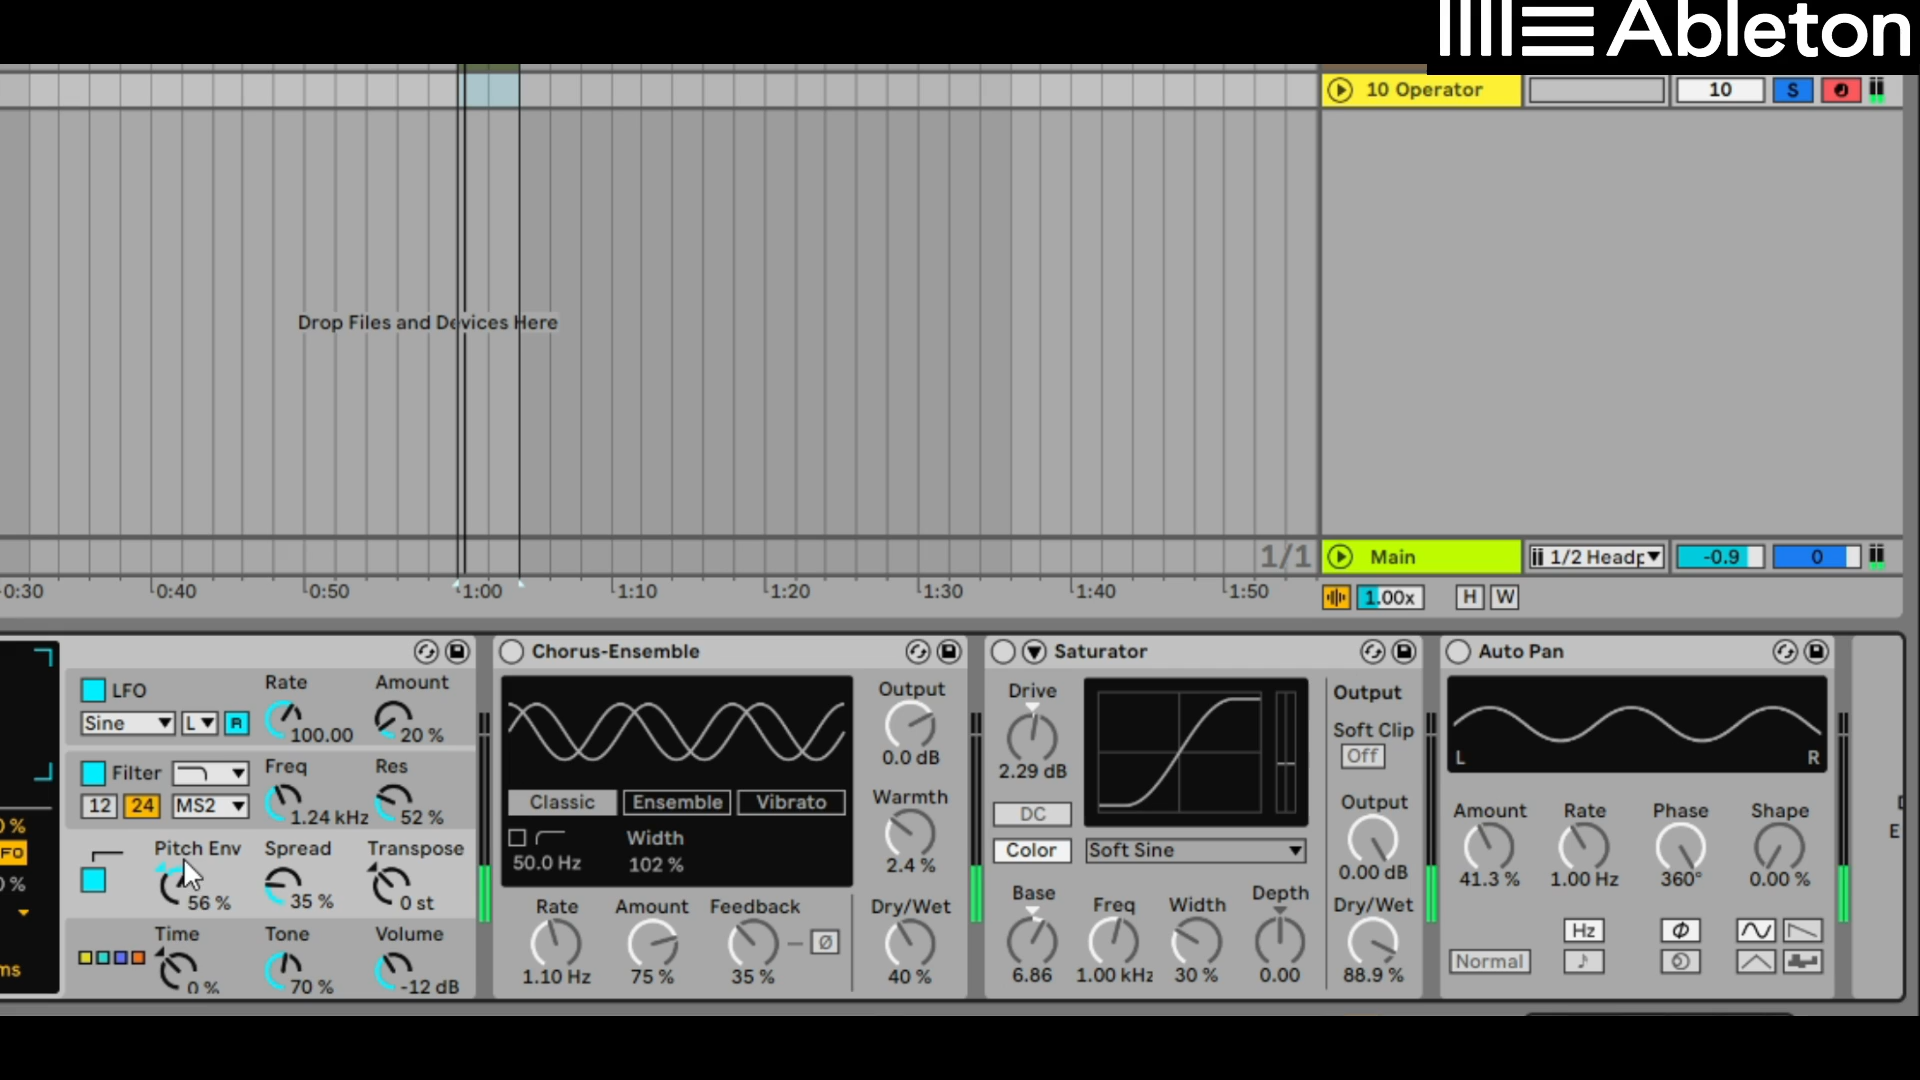 Ableton
10 Operator
10
S
Drop Files and Devices Here
1/1
Main
1/2 Headp
-0.9
0
0:30
0:40
0:50
1:00
1:10
1:20
1:30
1:40
1:50
1.00x
H
W
LFO
Rate
Amount
Sine
L
R
100.00
20 %
Filter
Freq
Res
12
24
MS2
1.24 kHz
52 %
Pitch Env
Spread
Transpose
56 %
35 %
0 st
Time
Tone
Volume
0 %
70 %
-12 dB
0 %
FO
0 %
ms
Chorus-Ensemble
Output
0.0 dB
Classic
Ensemble
Vibrato
Warmth
2.4 %
50.0 Hz
Width
102 %
Rate
Amount
Feedback
Dry/Wet
Ø
1.10 Hz
75 %
35 %
40 %
Saturator
Drive
2.29 dB
DC
Color
Soft Sine
Base
Freq
Width
Depth
6.86
1.00 kHz
30 %
0.00
Output
Soft Clip
Off
Output
0.00 dB
Dry/Wet
88.9 %
Auto Pan
L
R
Amount
Rate
Phase
Shape
41.3 %
1.00 Hz
360°
0.00 %
Hz
Normal
E